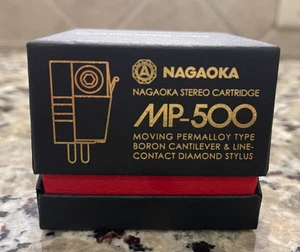 NAGAOKA
NAGAOKA STEREO CARTRIDGE
MP-500
MOVING PERMALLOY TYPE
BORON CANTILEVER & LINE-
CONTACT DIAMOND STYLUS